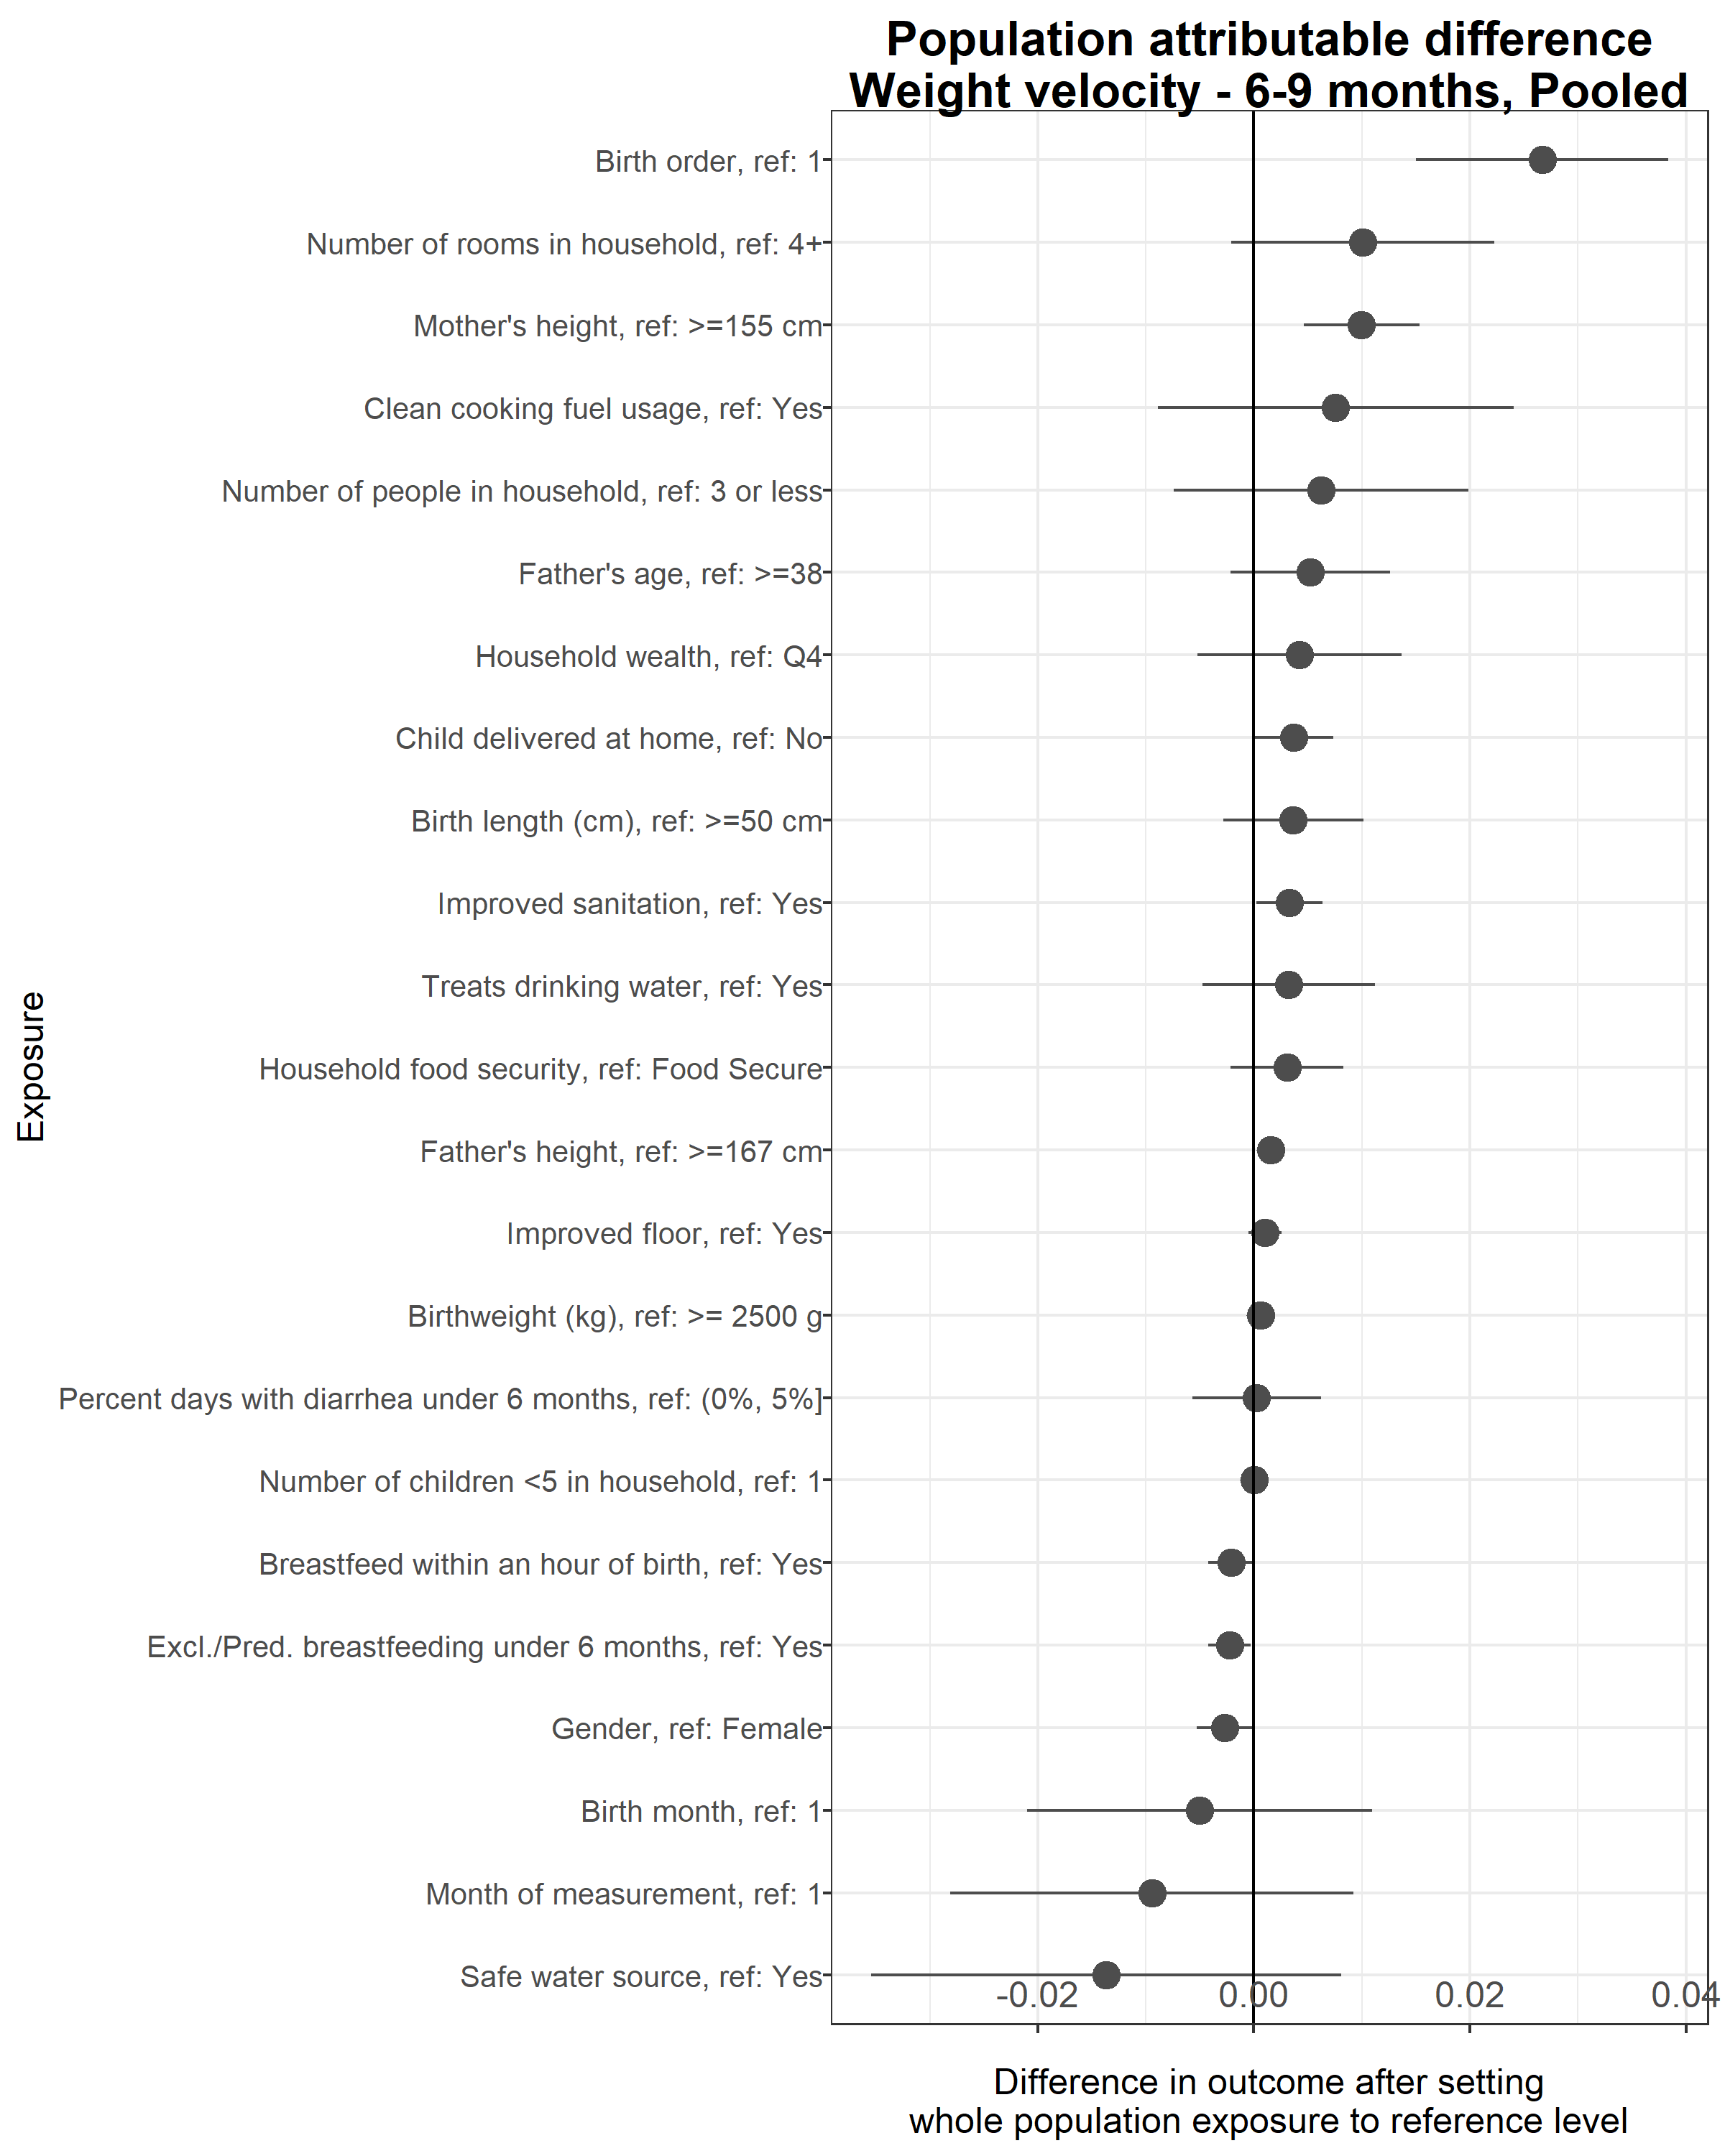 Population attributable difference
Weight velocity - 6-9 months, Pooled
Birth order, ref: 1
Number of rooms in household, ref: 4+
Mother's height, ref: >=155 cm
Clean cooking fuel usage, ref: Yes
Number of people in household, ref: 3 or less
Father's age, ref: >=38
Household wealth, ref: Q4
Child delivered at home, ref: No
Birth length (cm), ref: >=50 cm
Improved sanitation, ref: Yes
Treats drinking water, ref: Yes
Household food security, ref: Food Secure
Father's height, ref: >=167 cm
Improved floor, ref: Yes
Birthweight (kg), ref: >= 2500 g
Percent days with diarrhea under 6 months, ref: (0%, 5%]
Number of children <5 in household, ref: 1
Breastfeed within an hour of birth, ref: Yes
Excl./Pred. breastfeeding under 6 months, ref: Yes
Gender, ref: Female
Birth month, ref: 1
Month of measurement, ref: 1
Safe water source, ref: Yes
Exposure
-0.02 0.00 0.02 0.04
Difference in outcome after setting
whole population exposure to reference level